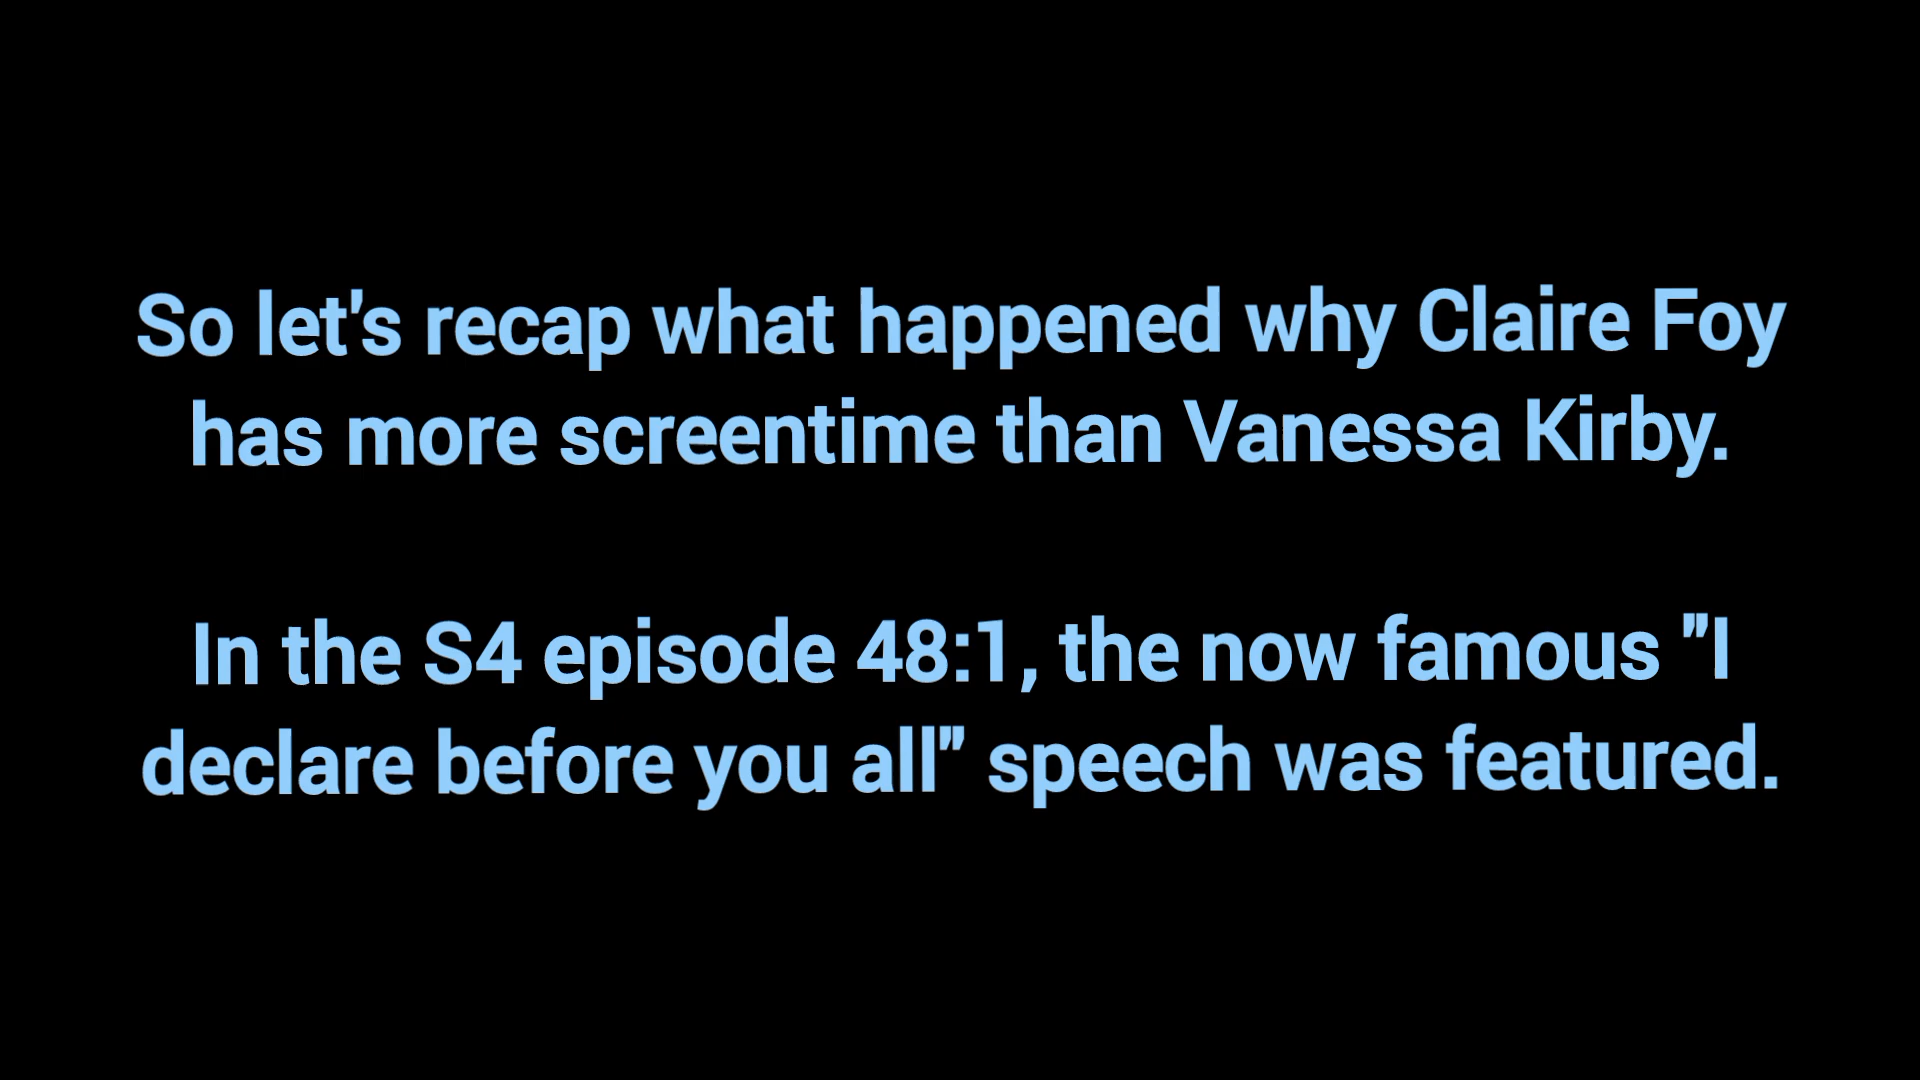 So let's recap what happened why Claire Foy
has more screentime than Vanessa Kirby.
In the S4 episode 48:1, the now famous "I
declare before you all" speech was featured.